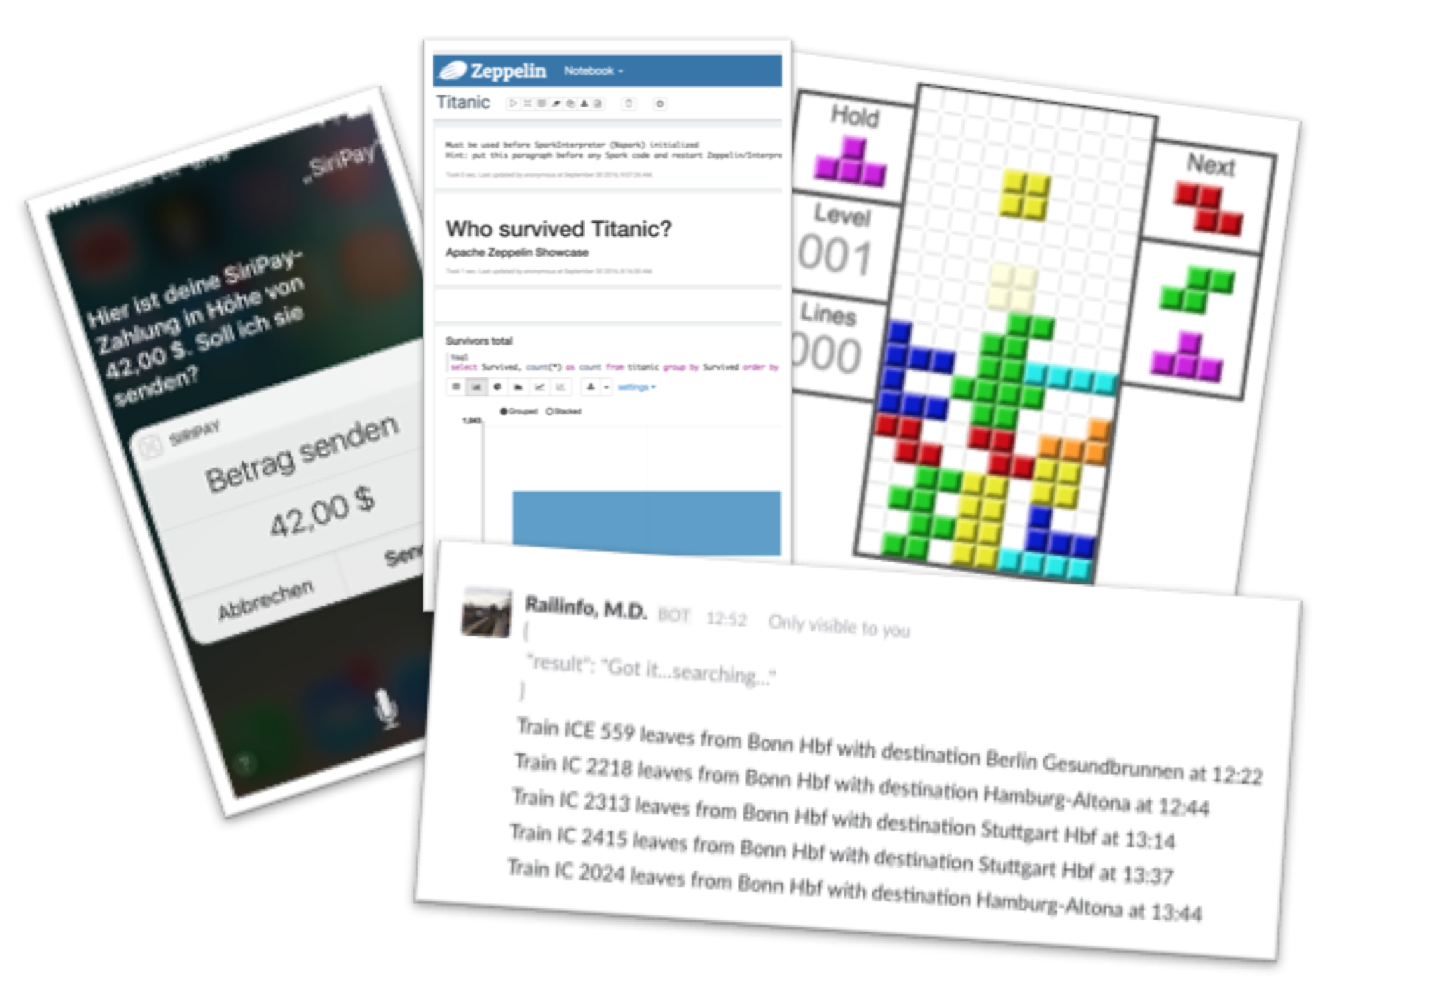 „SiriPay“
Hier ist deine SiriPay-
Zahlung in Höhe von
42,00 $. Soll ich sie
senden?
SIRIPAY
Betrag senden
42,00 $
Abbrechen
Zeppelin Notebook
Titanic
Must be used before SparkInterpreter (%spark) initialized
Hint: put this paragraph before any Spark code and restart Zeppelin/Interpre
Who survived Titanic?
Apache Zeppelin Showcase
Survivors total
%sql
select Survived, count(*) as count from titanic group by Survived order by
settings
Grouped Stacked
Hold
Level
001
Lines
000
Next
Railinfo, M.D. BOT 12:52 Only visible to you
{
"result": "Got it...searching..."
}
Train ICE 559 leaves from Bonn Hbf with destination Berlin Gesundbrunnen at 12:22
Train IC 2218 leaves from Bonn Hbf with destination Hamburg-Altona at 12:44
Train IC 2313 leaves from Bonn Hbf with destination Stuttgart Hbf at 13:14
Train IC 2415 leaves from Bonn Hbf with destination Stuttgart Hbf at 13:37
Train IC 2024 leaves from Bonn Hbf with destination Hamburg-Altona at 13:44